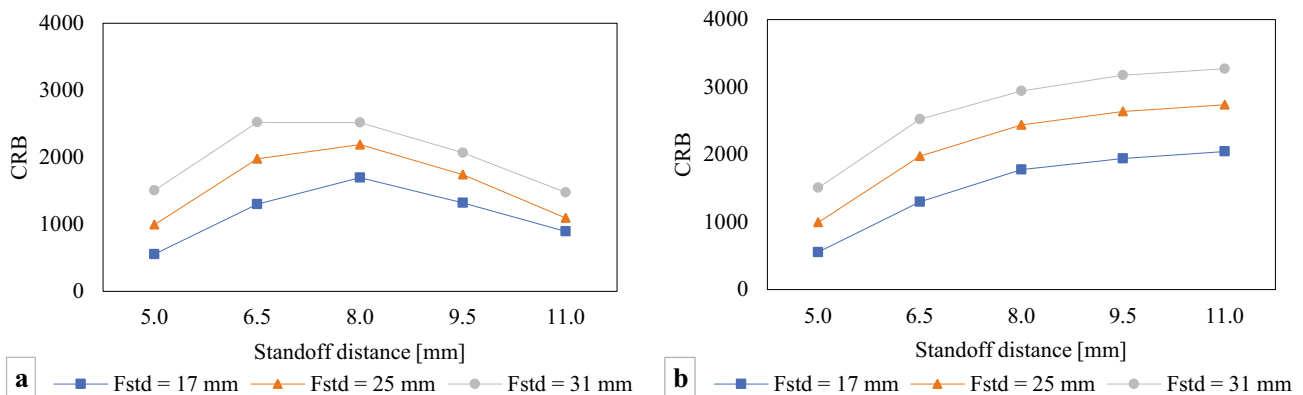 4000
3000
2000
1000
0
CRB
5.0 6.5 8.0 9.5 11.0
Standoff distance [mm]
a
Fstd = 17 mm Fstd = 25 mm Fstd = 31 mm
4000
3000
2000
1000
0
CRB
5.0 6.5 8.0 9.5 11.0
Standoff distance [mm]
b
Fstd = 17 mm Fstd = 25 mm Fstd = 31 mm